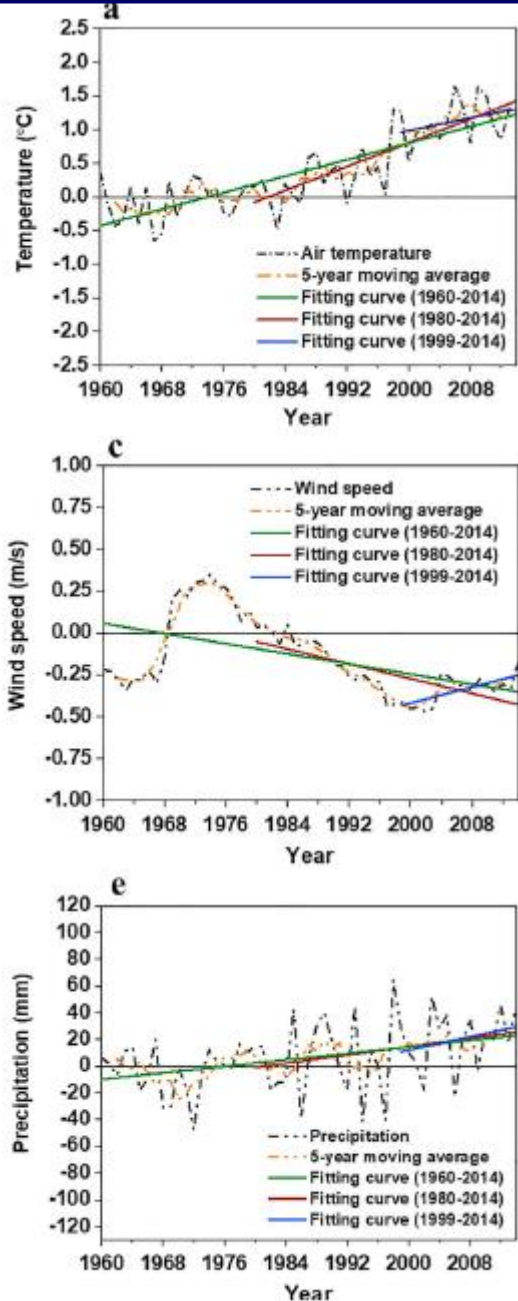 a
2.5
2.0
1.5
1.0
0.5
0.0
-0.5
-1.0
-1.5
-2.0
-2.5
Temperature (°C)
Air temperature
5-year moving average
Fitting curve (1960-2014)
Fitting curve (1980-2014)
Fitting curve (1999-2014)
1960 1968 1976 1984 1992 2000 2008
Year
c
1.00
0.75
0.50
0.25
0.00
-0.25
-0.50
-0.75
-1.00
Wind speed (m/s)
Wind speed
5-year moving average
Fitting curve (1960-2014)
Fitting curve (1980-2014)
Fitting curve (1999-2014)
1960 1968 1976 1984 1992 2000 2008
Year
e
120
100
80
60
40
20
0
-20
-40
-60
-80
-100
-120
Precipitation (mm)
Precipitation
5-year moving average
Fitting curve (1960-2014)
Fitting curve (1980-2014)
Fitting curve (1999-2014)
1960 1968 1976 1984 1992 2000 2008
Year